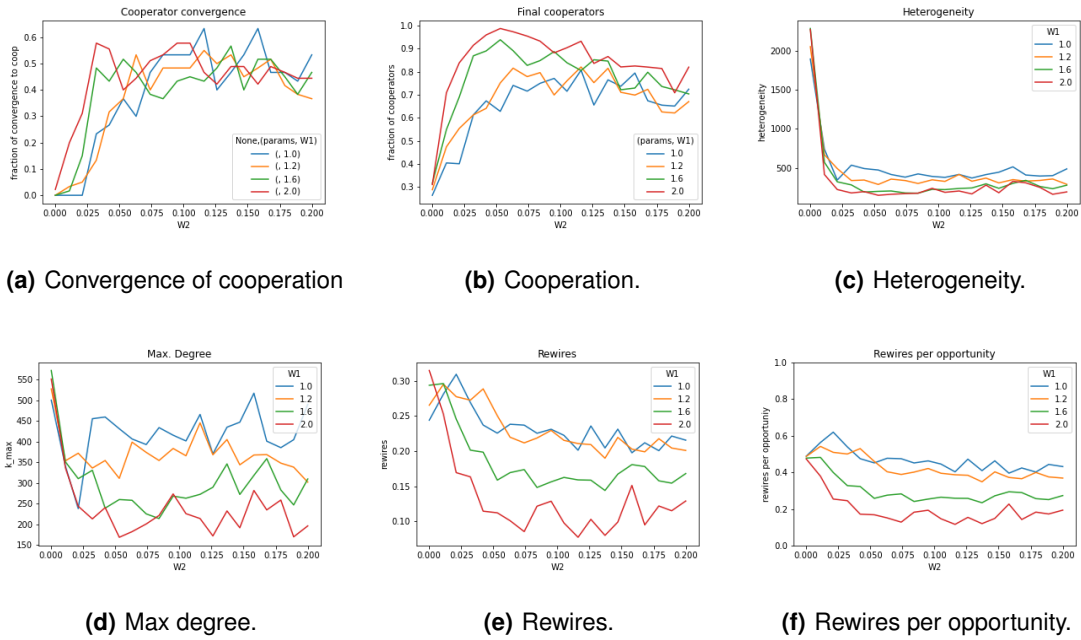 Cooperator convergence
fraction of convergence to coop
0.6
0.5
0.4
0.3
0.2
0.1
0.0
None,(params, W1)
(, 1.0)
(, 1.2)
(, 1.6)
(, 2.0)
0.000 0.025 0.050 0.075 0.100 0.125 0.150 0.175 0.200
W2
(a) Convergence of cooperation
Final cooperators
fraction of cooperators
1.0
0.9
0.8
0.7
0.6
0.5
0.4
0.3
(params, W1)
1.0
1.2
1.6
2.0
0.000 0.025 0.050 0.075 0.100 0.125 0.150 0.175 0.200
W2
(b) Cooperation.
Heterogeneity
heterogeneity
2000
1500
1000
500
W1
1.0
1.2
1.6
2.0
0.000 0.025 0.050 0.075 0.100 0.125 0.150 0.175 0.200
W2
(c) Heterogeneity.
Max. Degree
k_max
550
500
450
400
350
300
250
200
150
W1
1.0
1.2
1.6
2.0
0.000 0.025 0.050 0.075 0.100 0.125 0.150 0.175 0.200
W2
(d) Max degree.
Rewires
rewires
0.30
0.25
0.20
0.15
0.10
W1
1.0
1.2
1.6
2.0
0.000 0.025 0.050 0.075 0.100 0.125 0.150 0.175 0.200
W2
(e) Rewires.
Rewires per opportunity
rewires per opportuniy
1.0
0.8
0.6
0.4
0.2
0.0
W1
1.0
1.2
1.6
2.0
0.000 0.025 0.050 0.075 0.100 0.125 0.150 0.175 0.200
W2
(f) Rewires per opportunity.